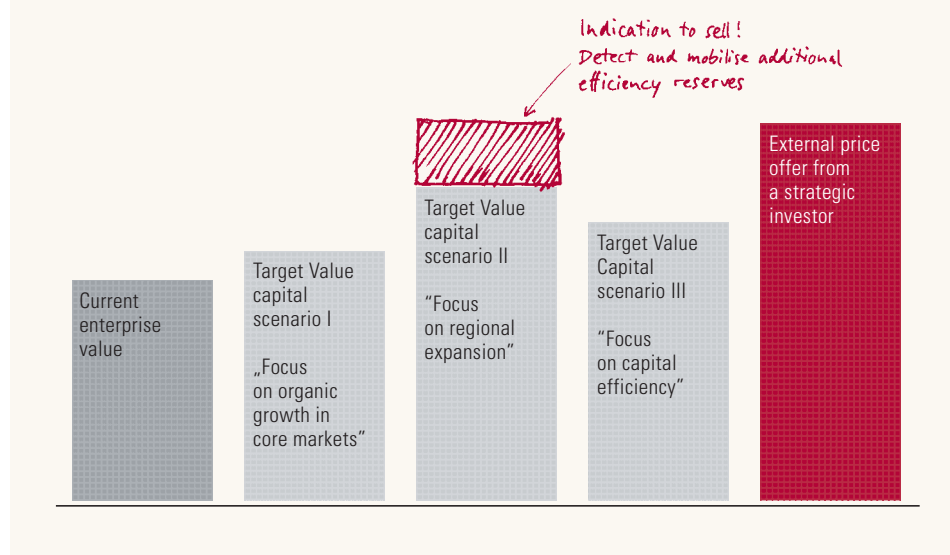 Indication to sell!
Detect and mobilise additional
efficiency reserves
Current
enterprise
value
Target Value
capital
scenario I
„Focus
on organic
growth in
core markets”
Target Value
capital
scenario II
“Focus
on regional
expansion”
Target Value
Capital
scenario III
“Focus
on capital
efficiency”
External price
offer from
a strategic
investor